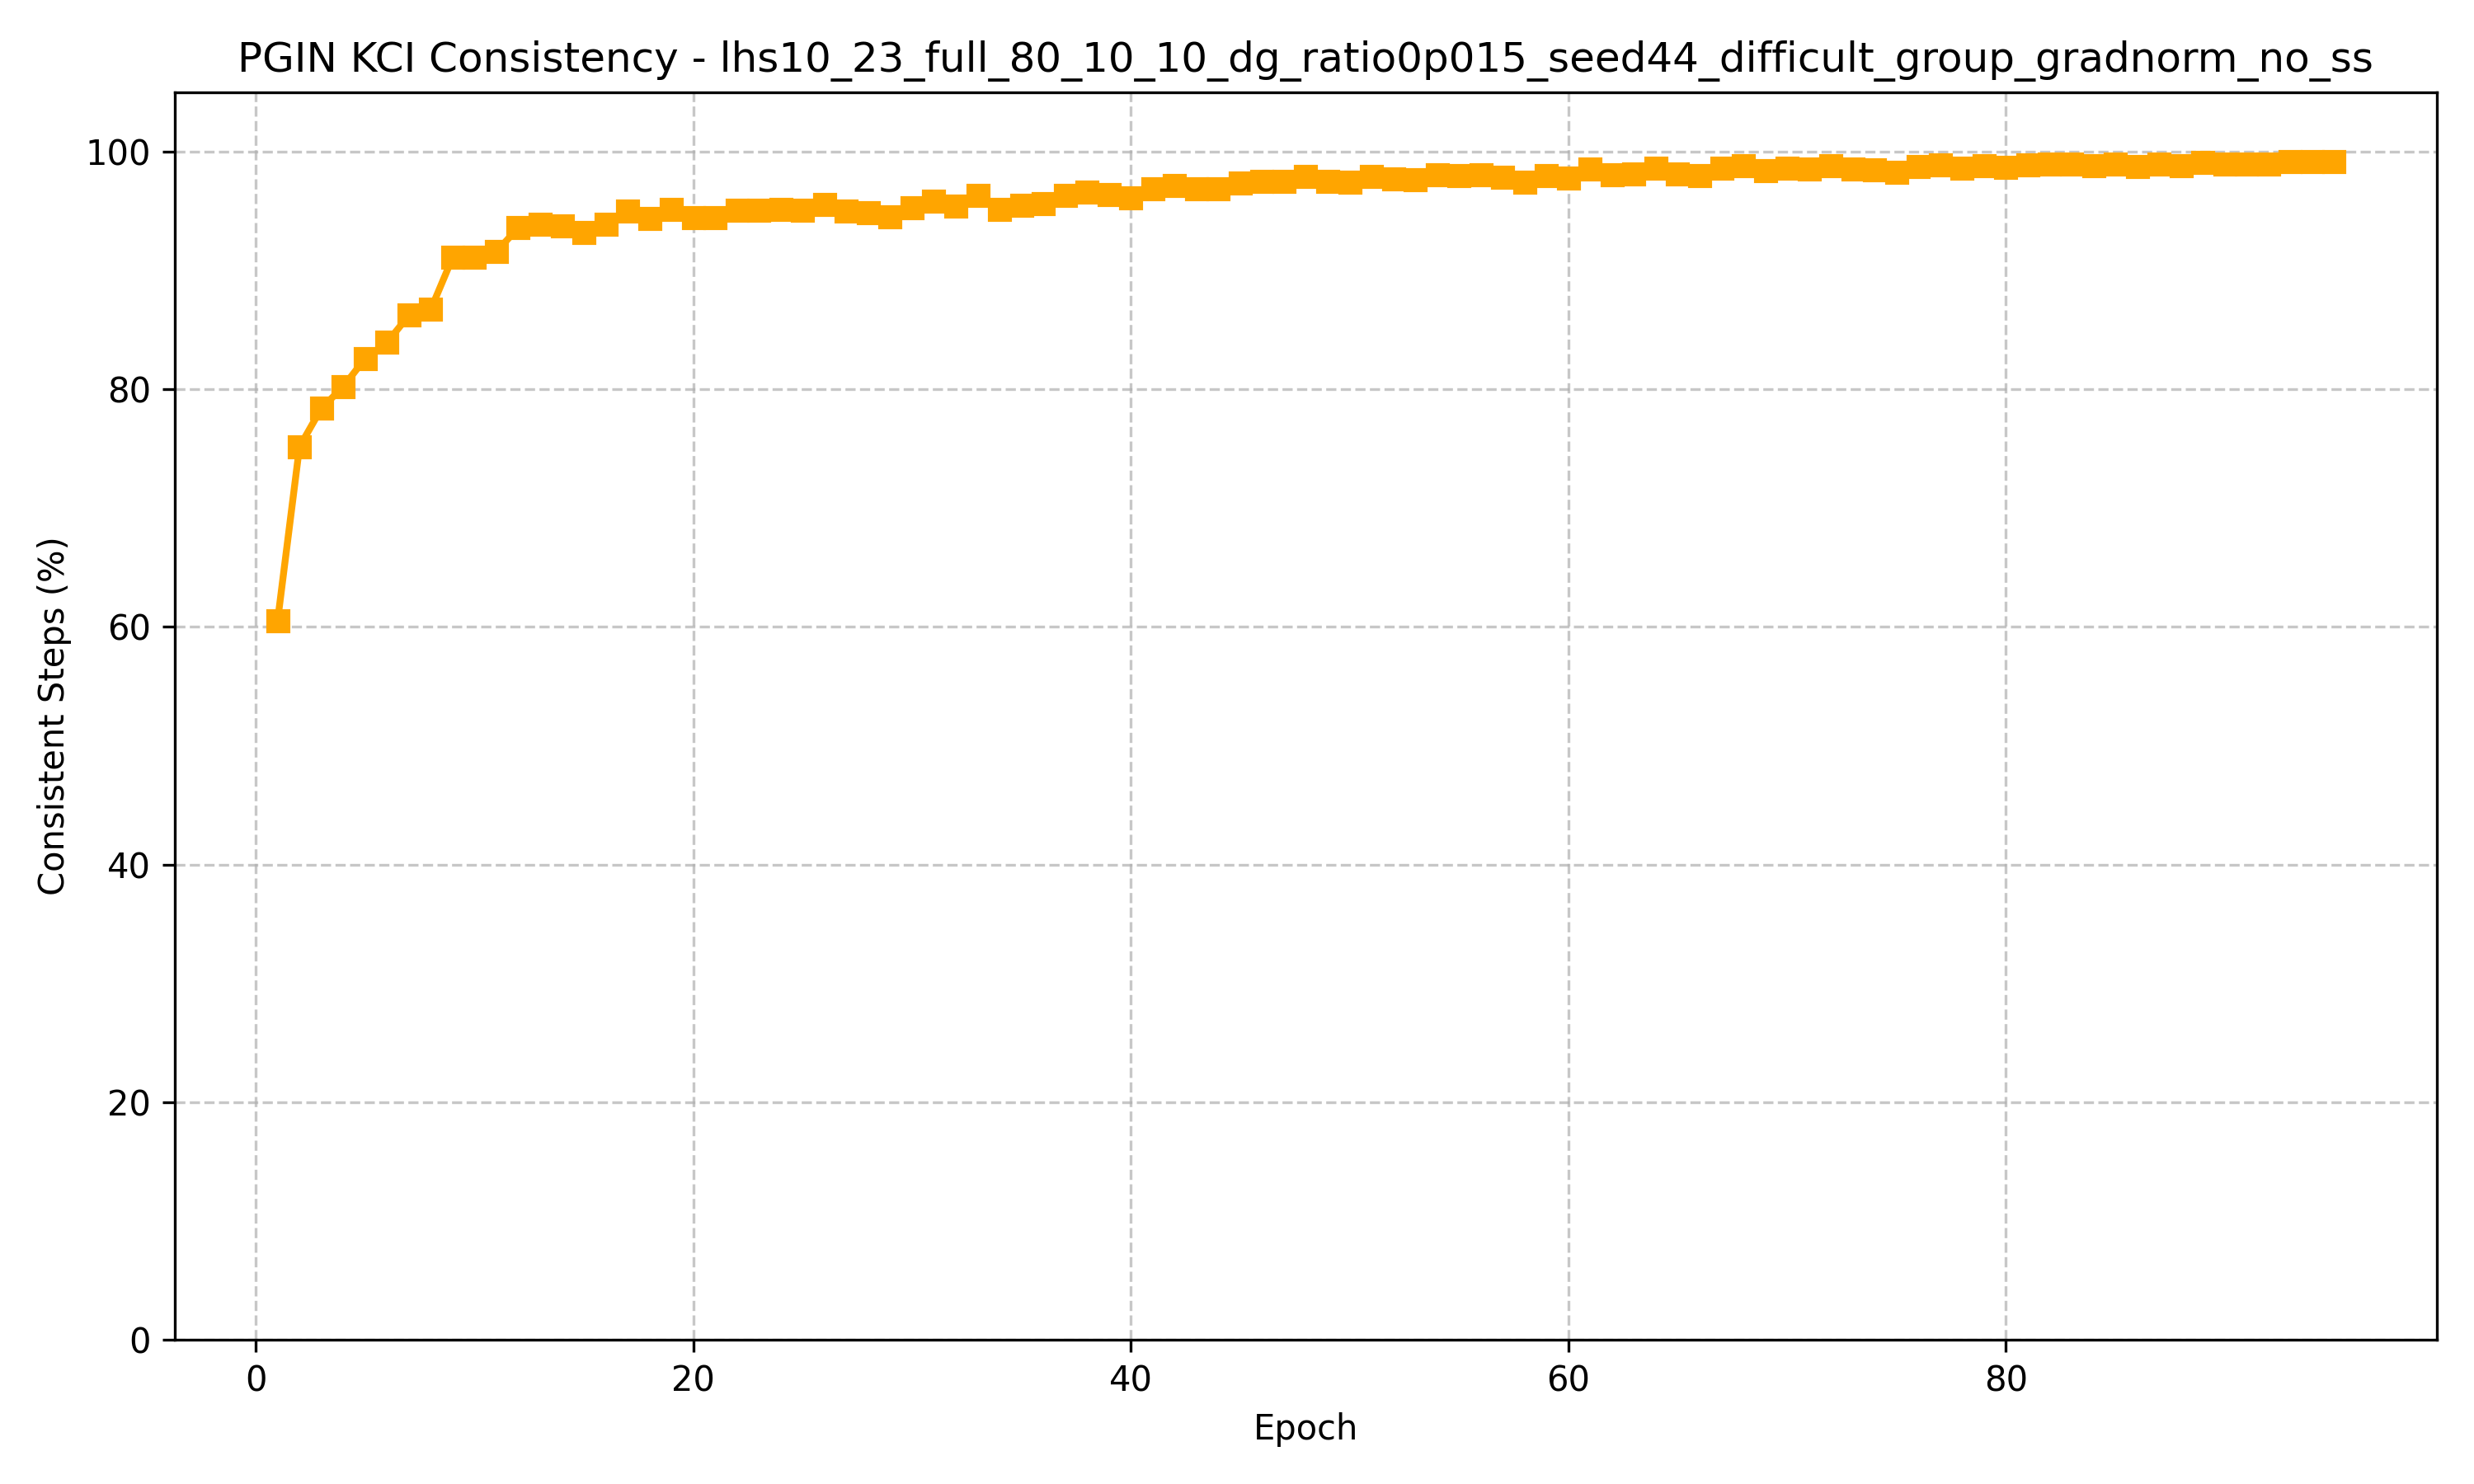 PGIN KCI Consistency - lhs10_23_full_80_10_10_dg_ratio0p015_seed44_difficult_group_gradnorm_no_ss
Consistent Steps (%)
100
80
60
40
20
0
0 20 40 60 80
Epoch